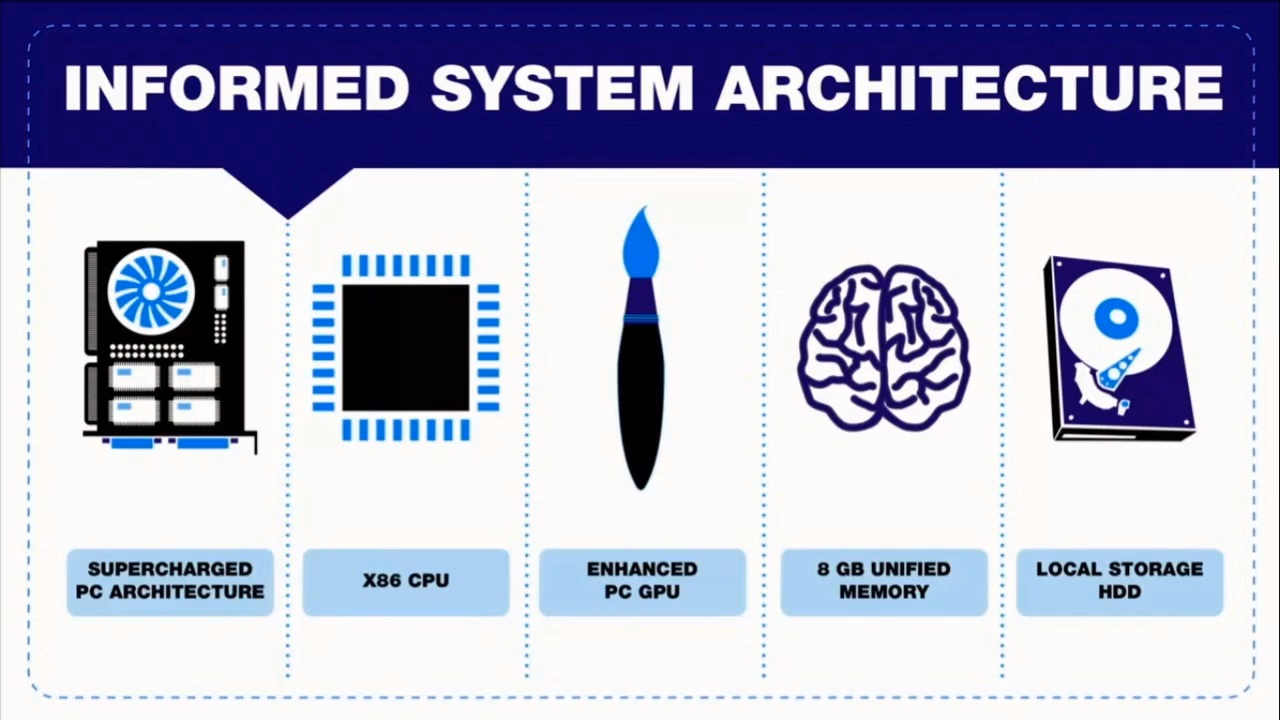 INFORMED SYSTEM ARCHITECTURE
SUPERCHARGED
PC ARCHITECTURE
X86 CPU
ENHANCED
PC GPU
8 GB UNIFIED
MEMORY
LOCAL STORAGE
HDD